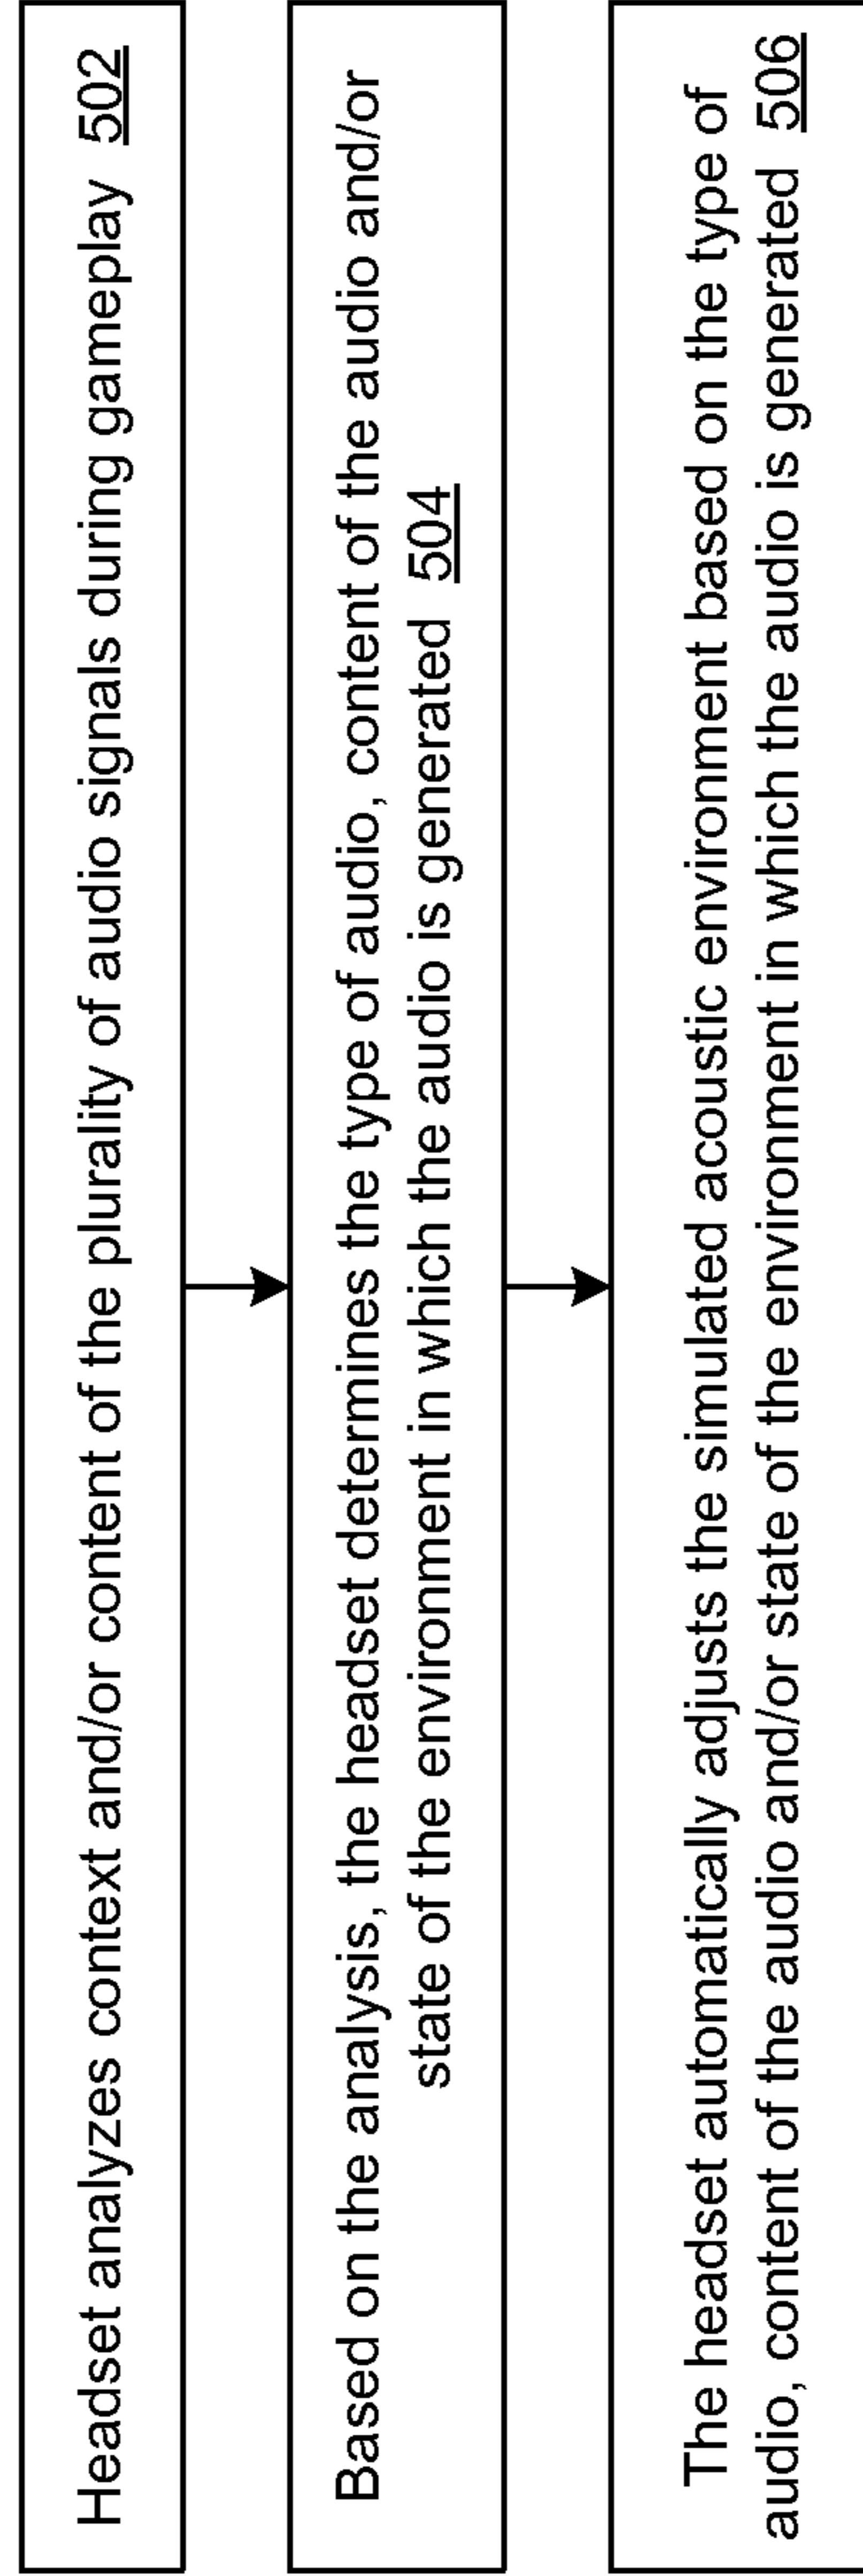 Headset analyzes context and/or content of the plurality of audio signals during gameplay 502
Based on the analysis, the headset determines the type of audio, content of the audio and/or
state of the environment in which the audio is generated 504
The headset automatically adjusts the simulated acoustic environment based on the type of
audio, content of the audio and/or state of the environment in which the audio is generated 506